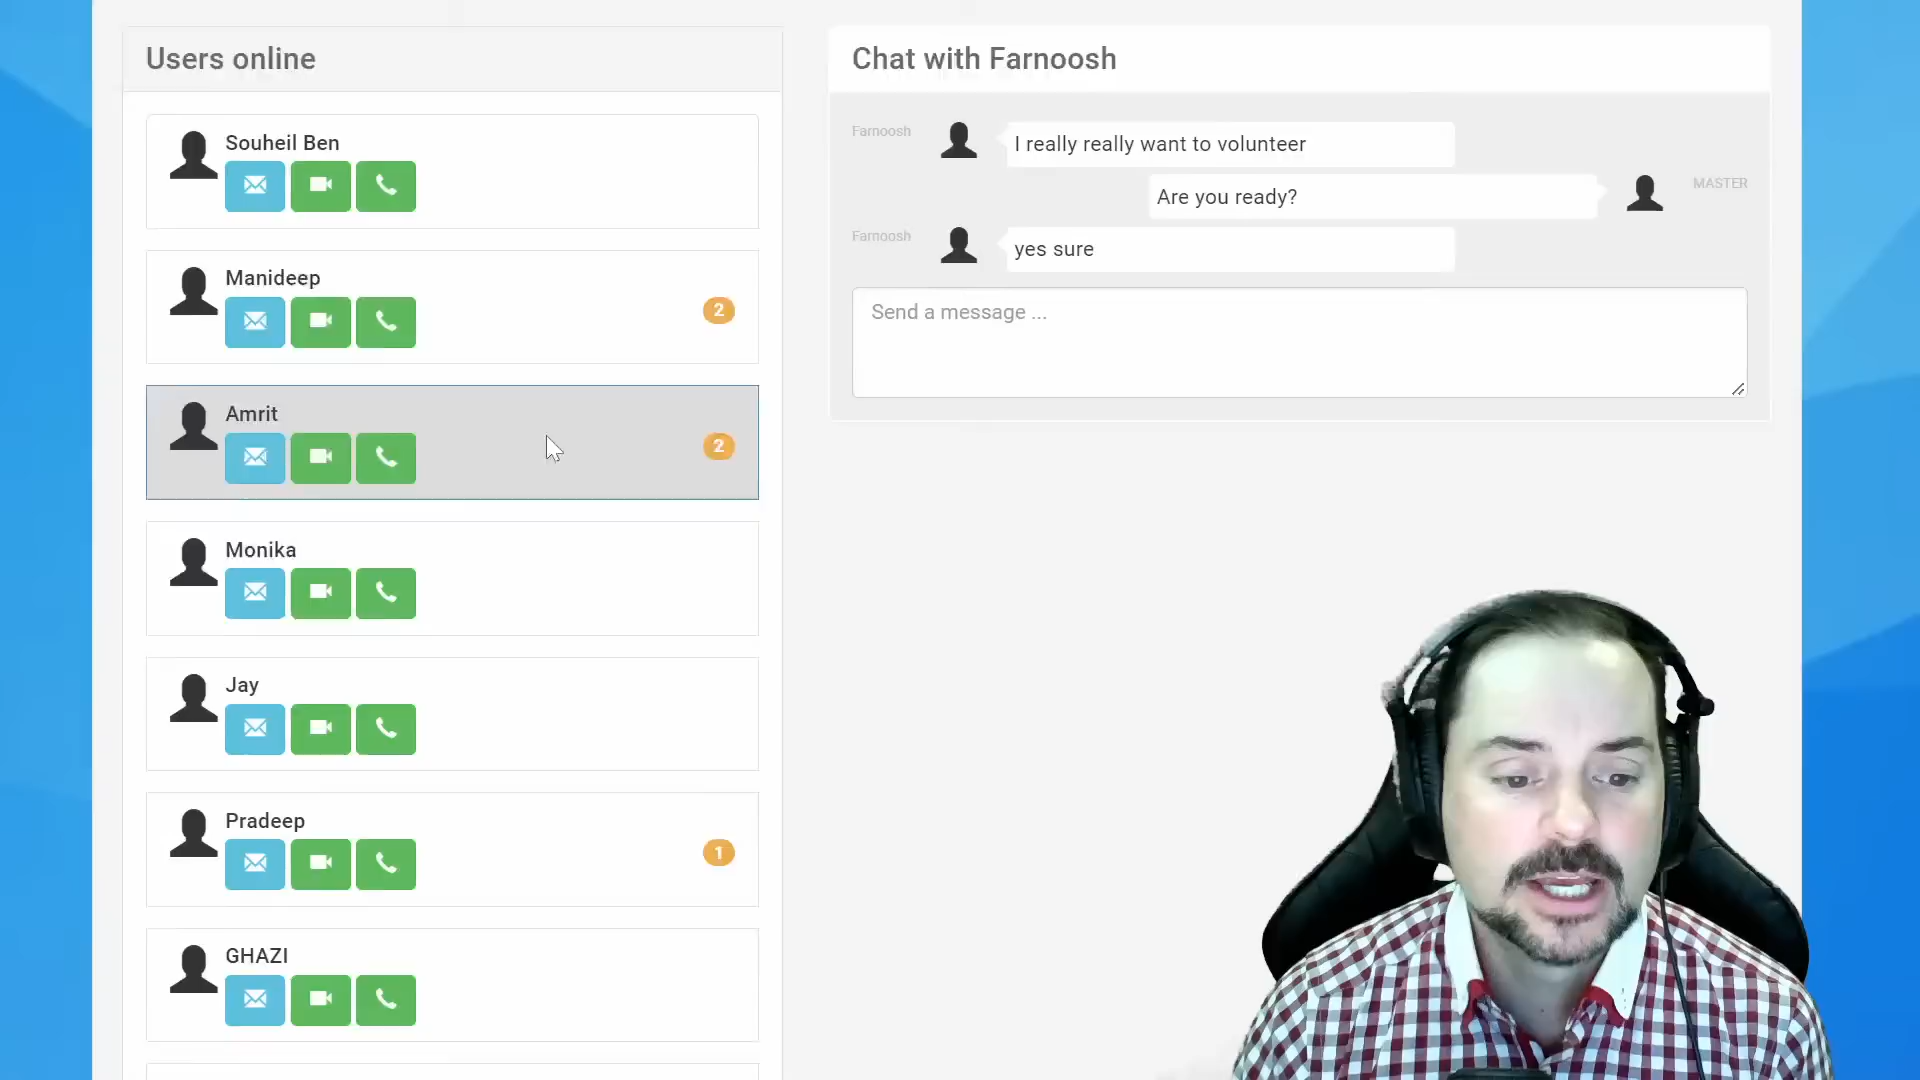 Users online
Souheil Ben
Manideep
2
Amrit
2
Monika
Jay
Pradeep
1
GHAZI
Chat with Farnoosh
Farnoosh
I really really want to volunteer
Are you ready?
MASTER
Farnoosh
yes sure
Send a message ...